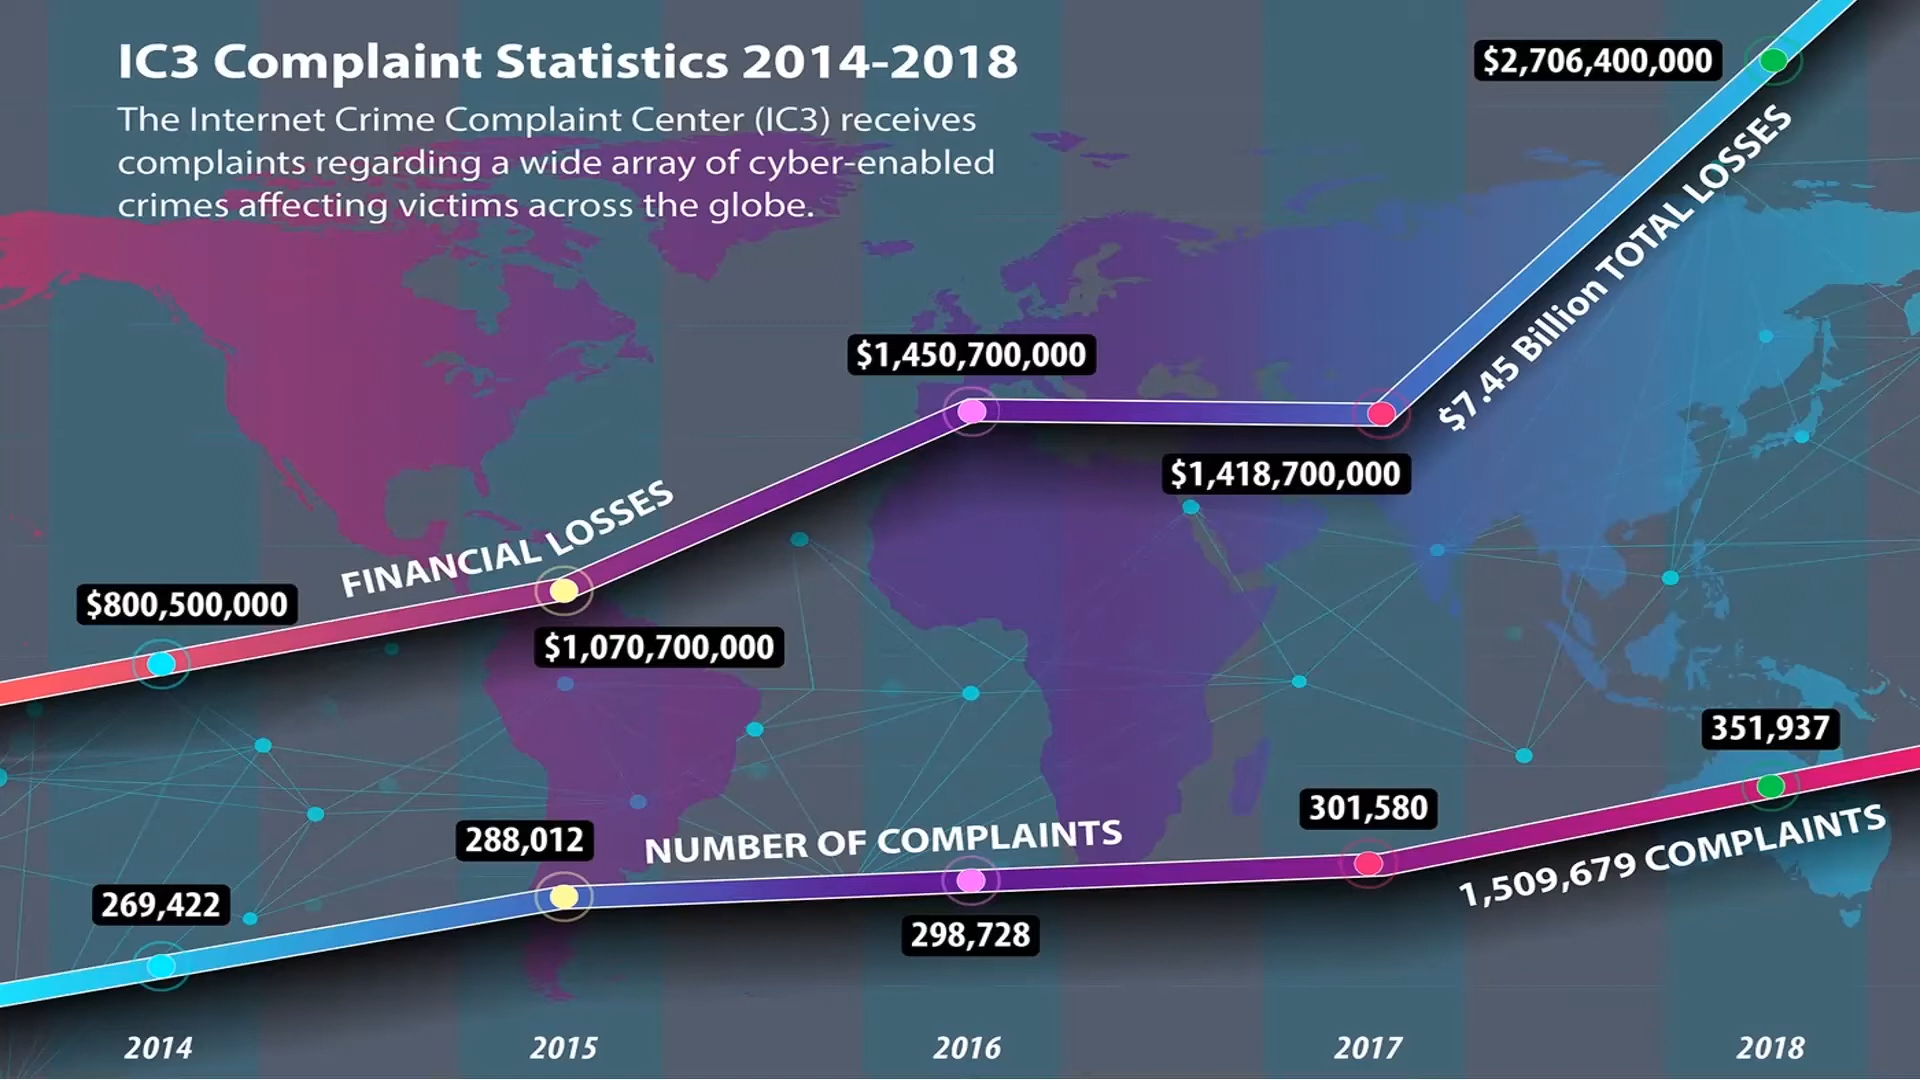 IC3 Complaint Statistics 2014-2018
The Internet Crime Complaint Center (IC3) receives
complaints regarding a wide array of cyber-enabled
crimes affecting victims across the globe.
$2,706,400,000
$7.45 Billion TOTAL LOSSES
$1,450,700,000
$1,418,700,000
FINANCIAL LOSSES
$800,500,000
$1,070,700,000
351,937
301,580
288,012
NUMBER OF COMPLAINTS
1,509,679 COMPLAINTS
269,422
298,728
2014 2015 2016 2017 2018